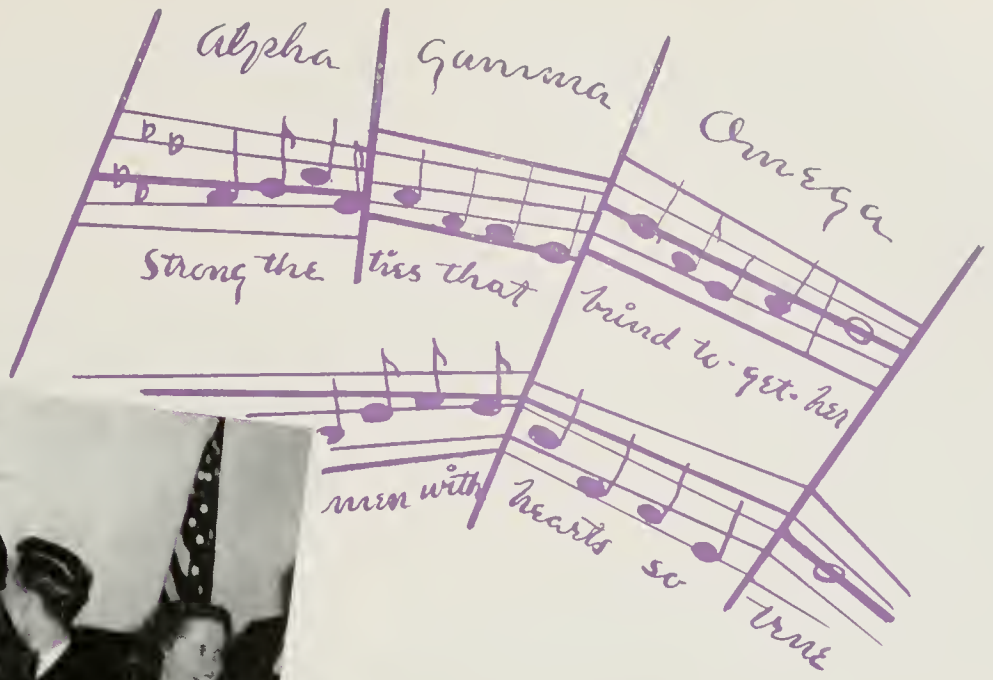 Alpha Gamma Omega
Strong the ties that bind to-get-her
men with hearts so true